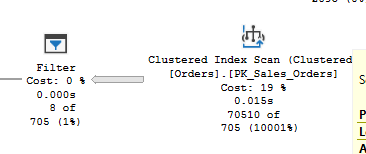 Filter
Cost: 0 %
0.000s
8 of
705 (1%)
Clustered Index Scan (Clustered
[Orders].[PK_Sales_Orders]
Cost: 19 %
0.015s
70510 of
705 (10001%)
S
P
L
A